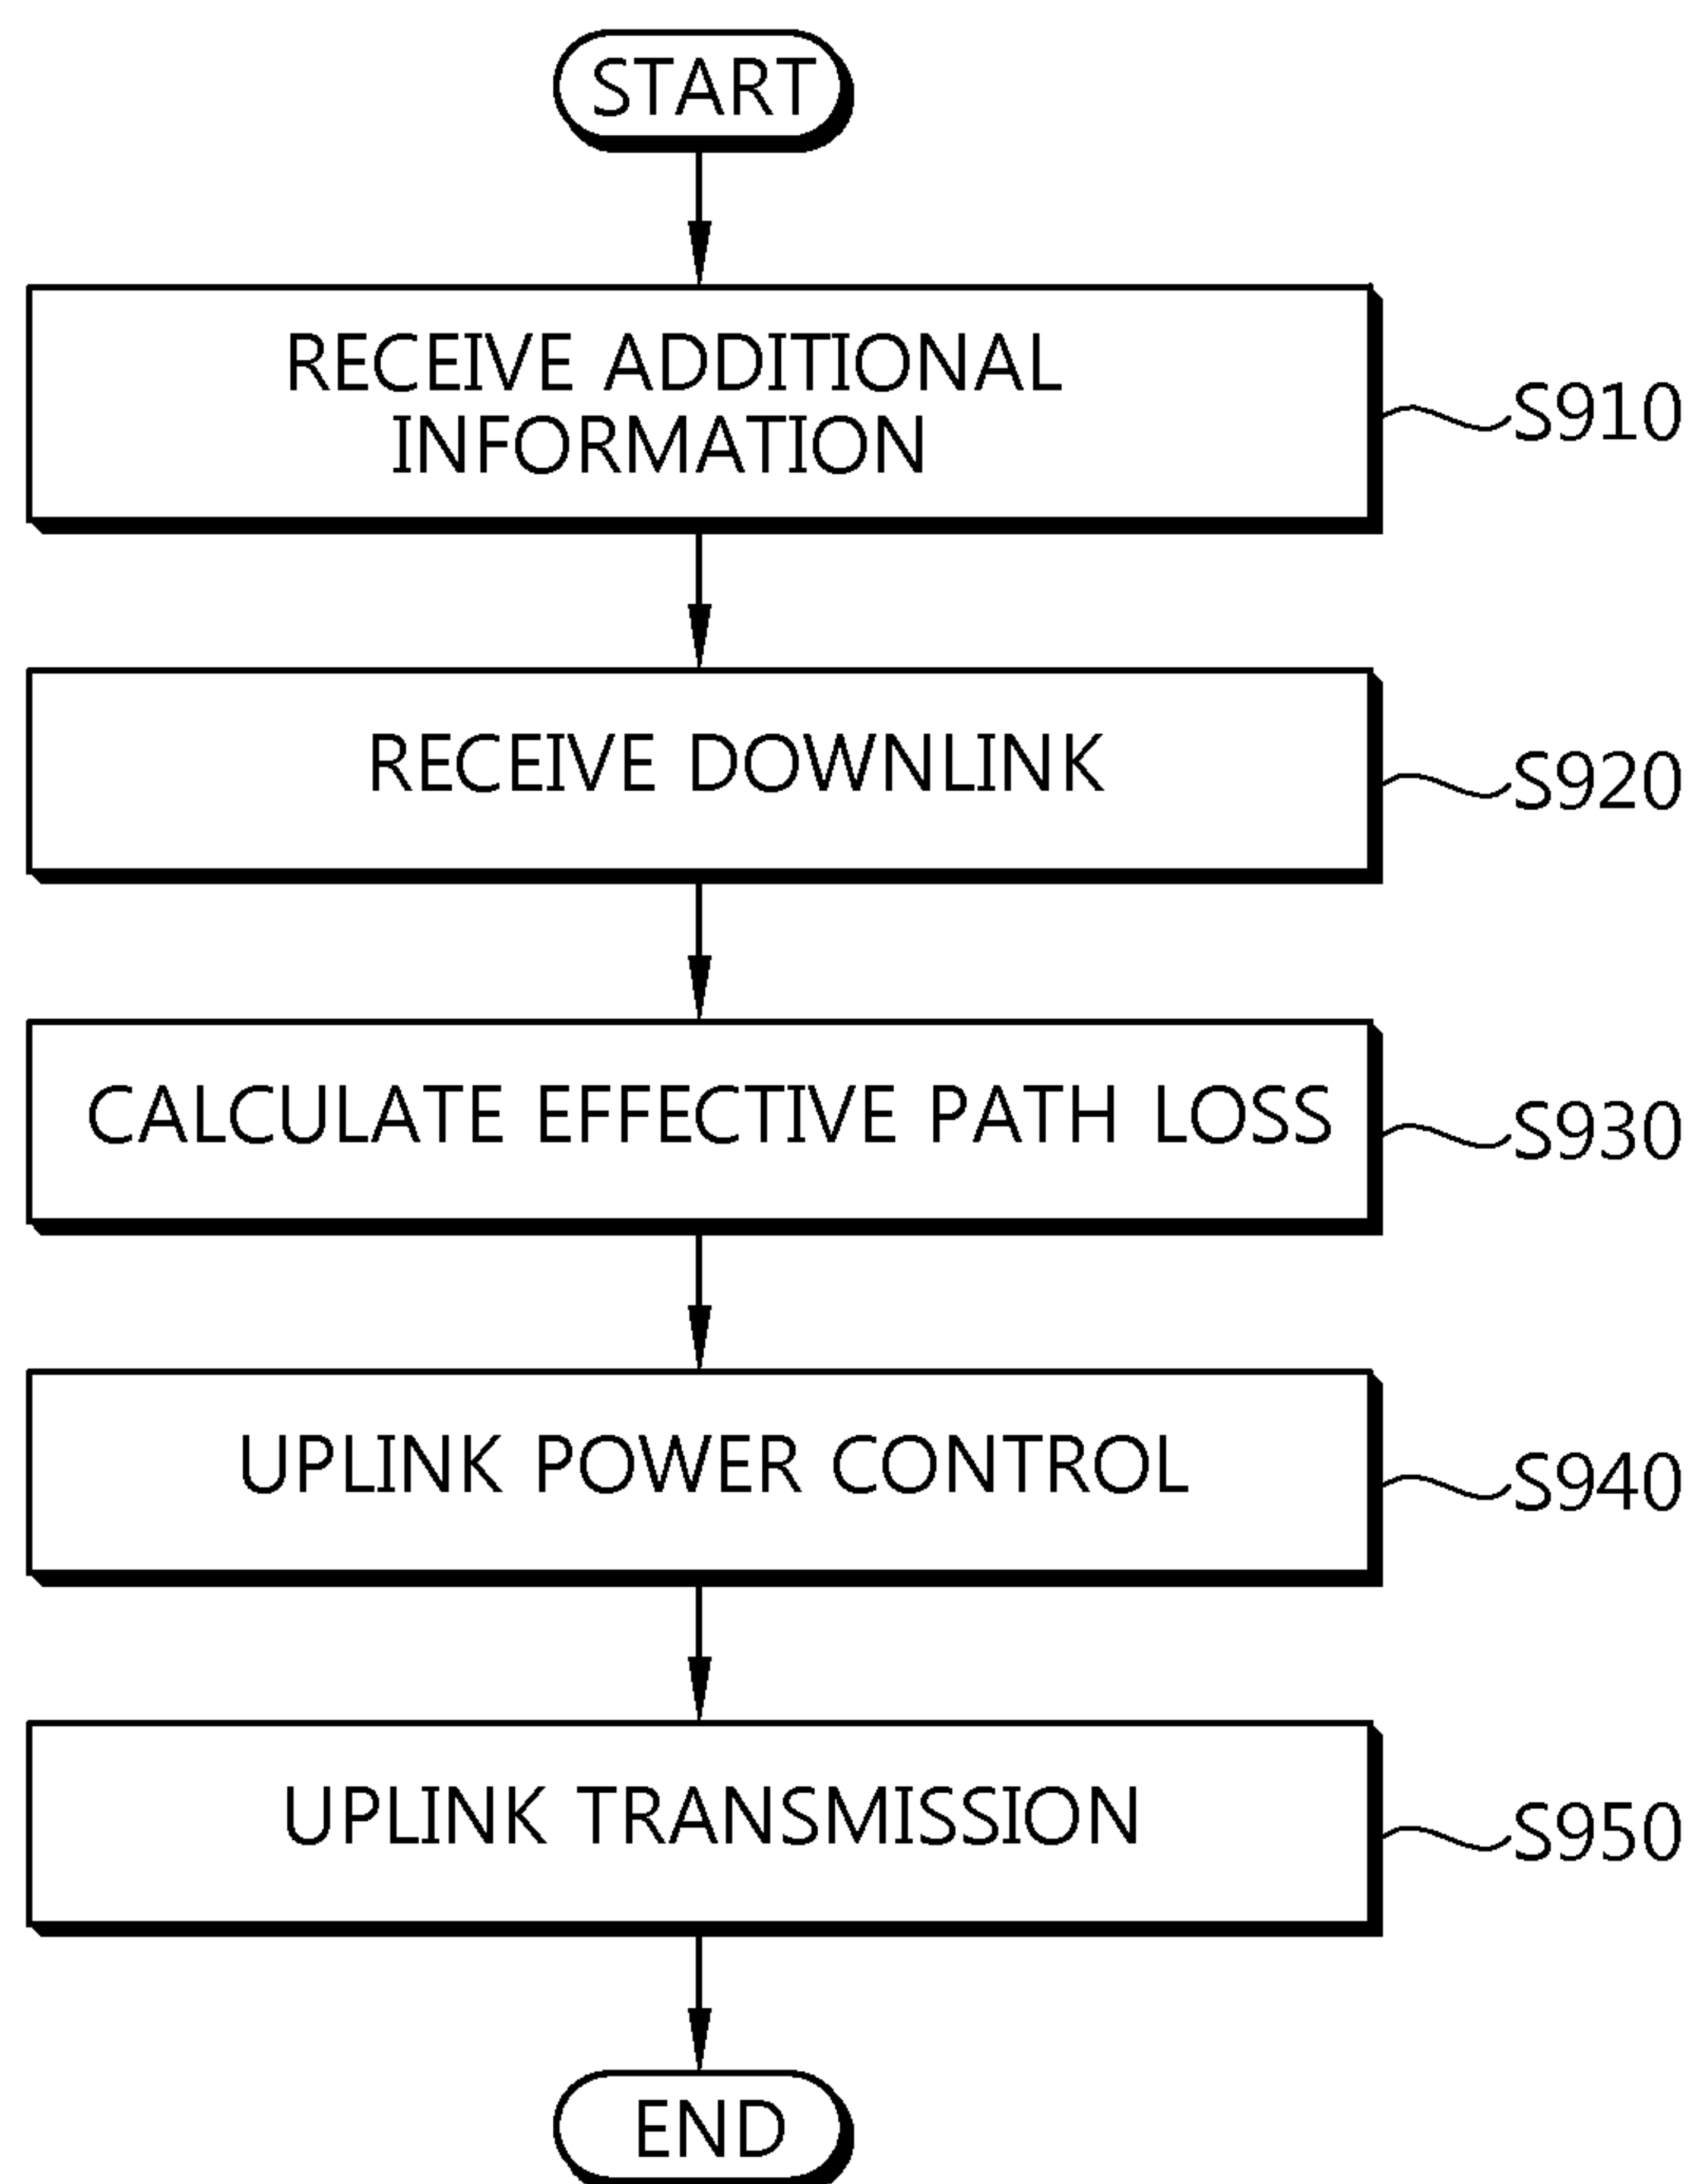 START
RECEIVE ADDITIONAL
INFORMATION
S910
RECEIVE DOWNLINK
S920
CALCULATE EFFECTIVE PATH LOSS
S930
UPLINK POWER CONTROL
S940
UPLINK TRANSMISSION
S950
END